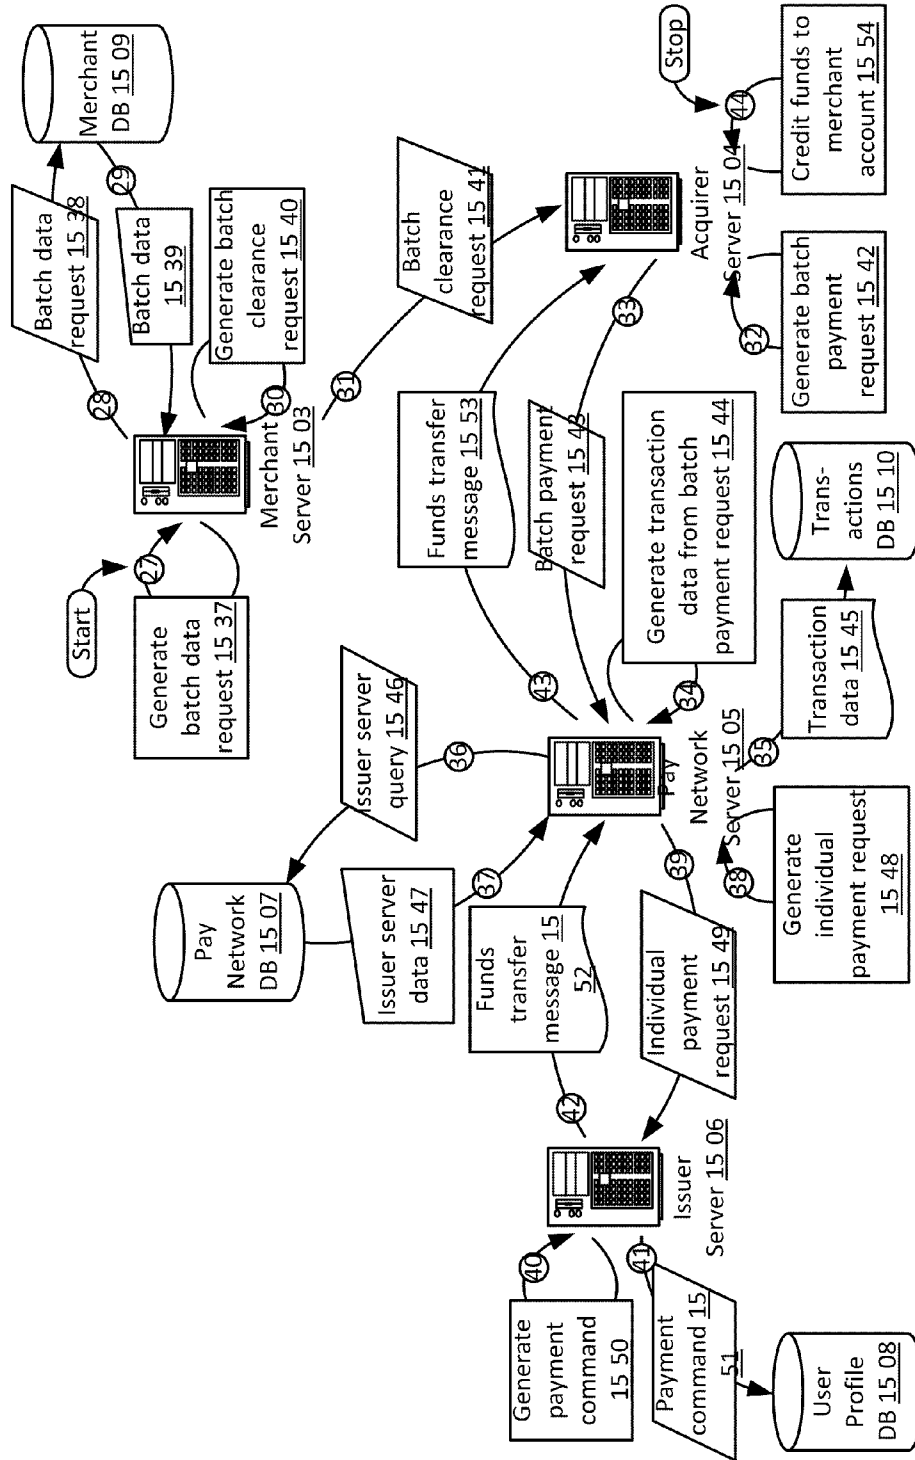 Start
27
Generate
batch data
request 15 37
28
Batch data
request 15 38
Merchant
DB 15 09
29
Batch data
15 39
Generate batch
clearance
request 15 40
30
Merchant
Server 15 03
31
Batch
clearance
request 15 41
Acquirer
Server 15 04
32
Generate batch
payment
request 15 42
33
Batch payment
request 15 43
34
Generate transaction
data from batch
payment request 15 44
Pay
Network
Server 15 05
35
Transaction
data 15 45
Trans-
actions
DB 15 10
36
Issuer server
query 15 46
Pay
Network
DB 15 07
37
Issuer server
data 15 47
38
Generate
individual
payment request
15 48
39
Individual
payment
request 15 49
Issuer
Server 15 06
40
Generate
payment
command
15 50
41
Payment
command 15
51
User
Profile
DB 15 08
42
Funds
transfer
message 15
52
43
Funds transfer
message 15 53
44
Credit funds to
merchant
account 15 54
Stop